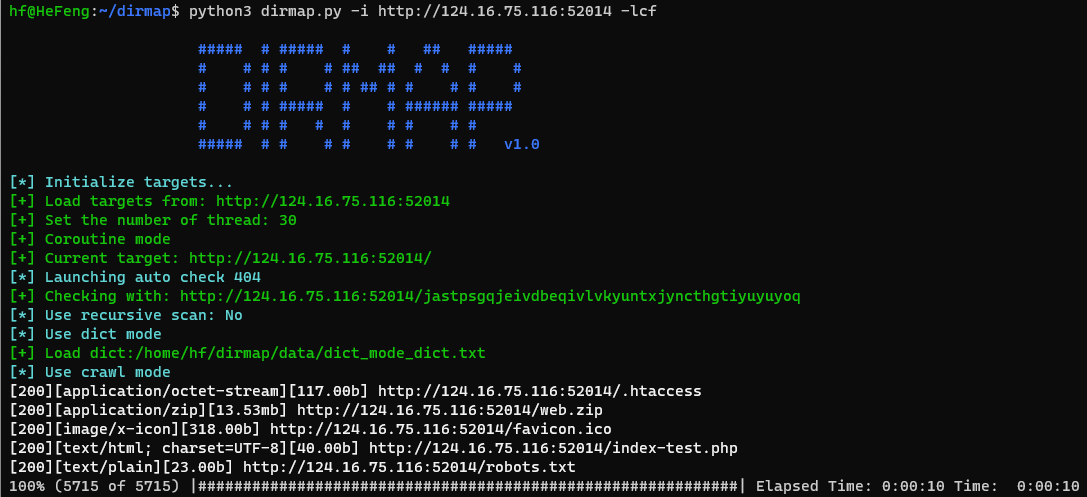 hf@HeFeng:~/dirmap$ python3 dirmap.py -i http://124.16.75.116:52014 -lcf
                     #####  # #####  #    #   ##   #####
                     #    # # #    # ##  ##  #  #  #    #
                     #    # # #    # # ## # #    # #    #
                     #    # # #####  #    # ###### #####
                     #    # # #   #  #    # #    # #
                     #####  # #    # #    # #    # #   v1.0
[*] Initialize targets...
[+] Load targets from: http://124.16.75.116:52014
[+] Set the number of thread: 30
[+] Coroutine mode
[+] Current target: http://124.16.75.116:52014/
[*] Launching auto check 404
[+] Checking with: http://124.16.75.116:52014/jastpsgqjeivdbeqivlvkyuntxjyncthgtiyuyuyoq
[*] Use recursive scan: No
[*] Use dict mode
[+] Load dict:/home/hf/dirmap/data/dict_mode_dict.txt
[*] Use crawl mode
[200][application/octet-stream][117.00b] http://124.16.75.116:52014/.htaccess
[200][application/zip][13.53mb] http://124.16.75.116:52014/web.zip
[200][image/x-icon][318.00b] http://124.16.75.116:52014/favicon.ico
[200][text/html; charset=UTF-8][40.00b] http://124.16.75.116:52014/index-test.php
[200][text/plain][23.00b] http://124.16.75.116:52014/robots.txt
100% (5715 of 5715) |############################################################| Elapsed Time: 0:00:10 Time:  0:00:10